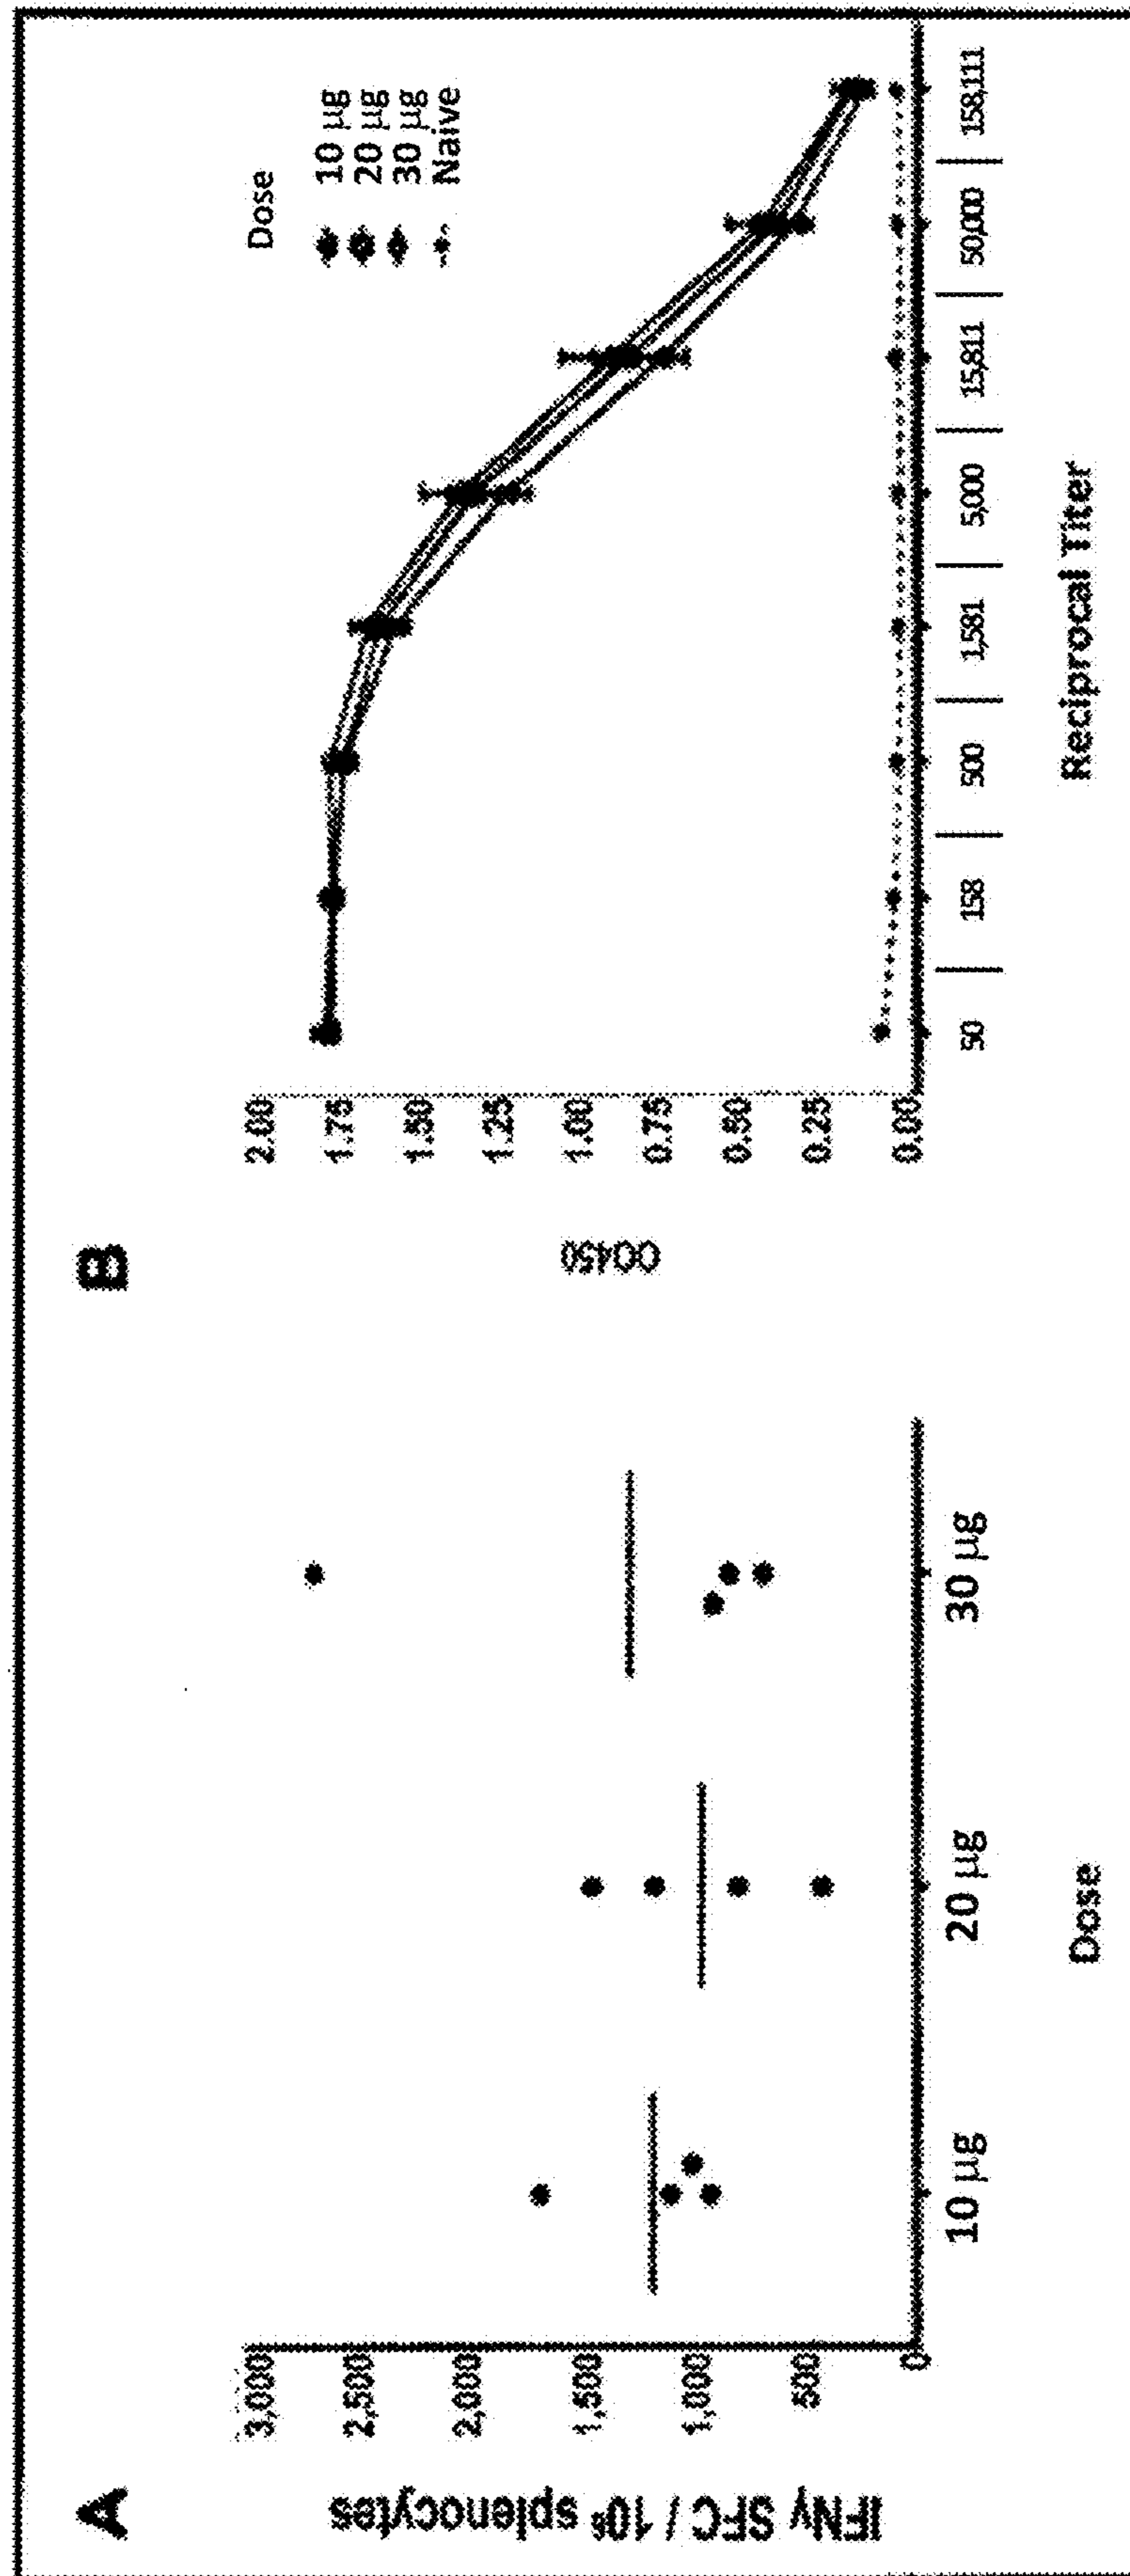 A
IFNγ SFC / 10⁶ splenocytes
3,000
2,500
2,000
1,500
1,000
500
0
10 µg
20 µg
30 µg
Dose
B
OD450
2.00
1.75
1.50
1.25
1.00
0.75
0.50
0.25
0.00
50 | 158 | 500 | 1,581 | 5,000 | 15,811 | 50,000 | 158,111
Reciprocal Titer
Dose
10 µg
20 µg
30 µg
Naive